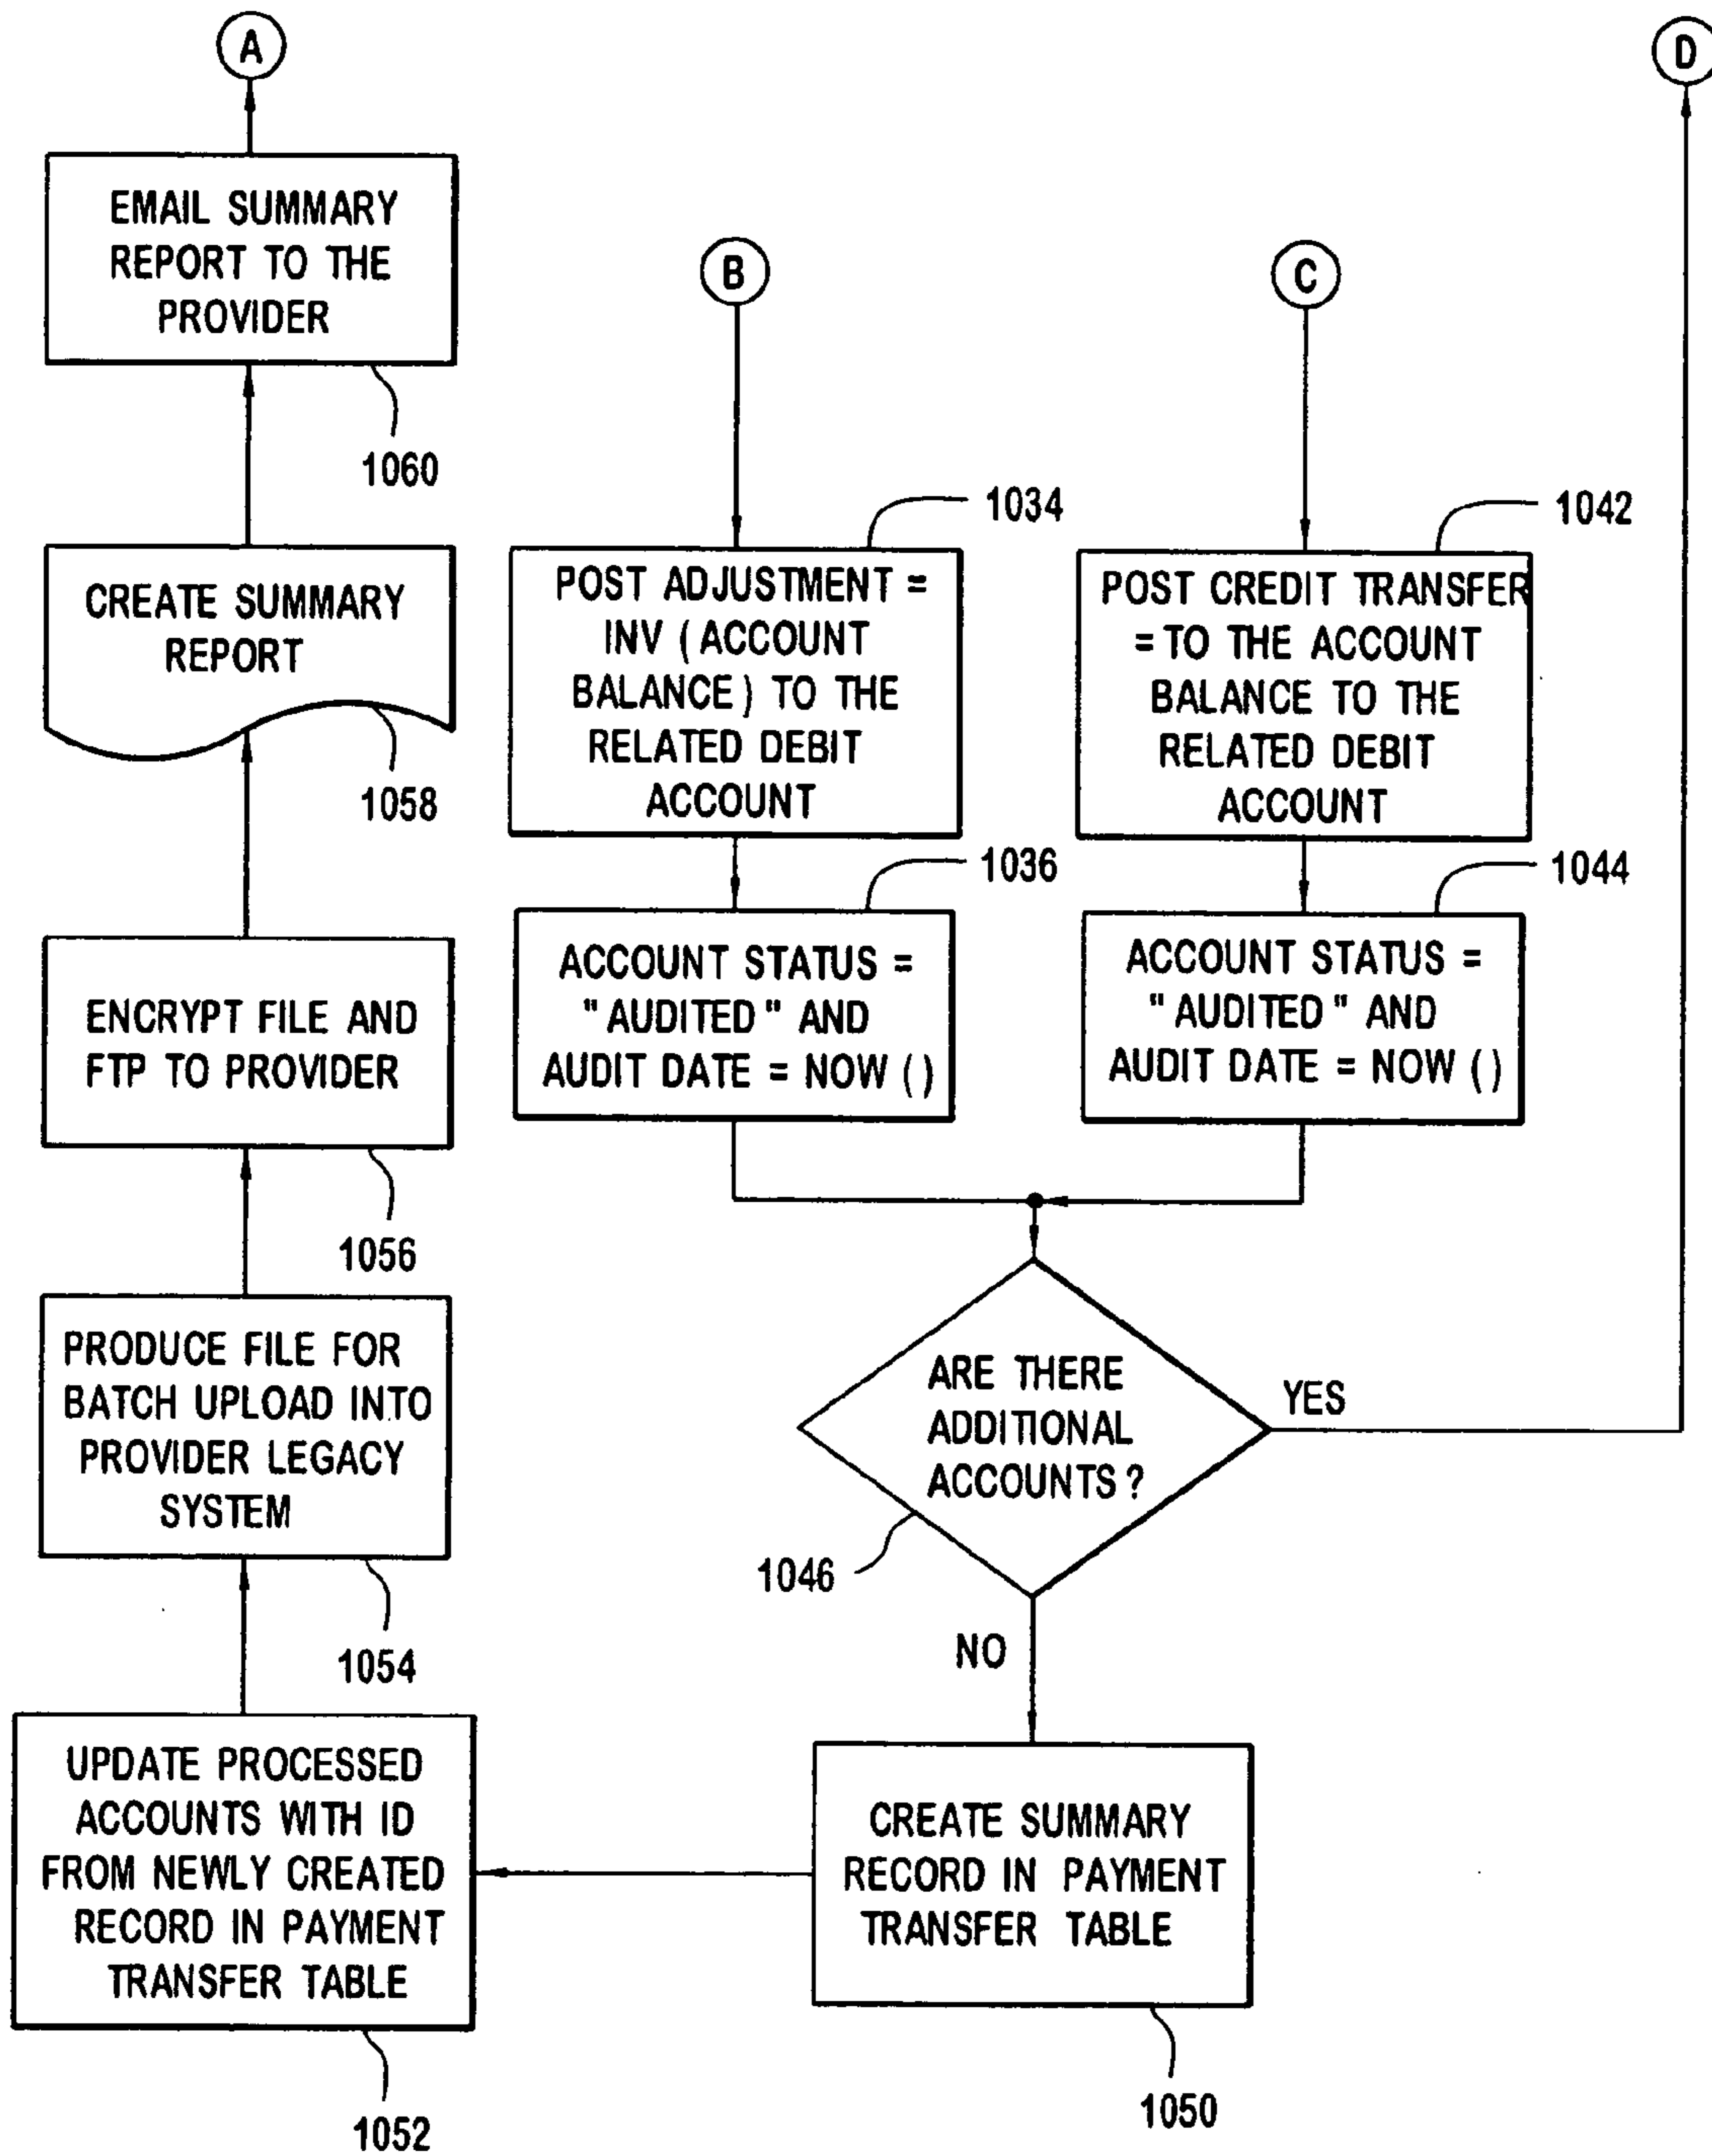 A
D
EMAIL SUMMARY
REPORT TO THE
PROVIDER
1060
B
C
CREATE SUMMARY
REPORT
1058
1034
POST ADJUSTMENT =
INV ( ACCOUNT
BALANCE ) TO THE
RELATED DEBIT
ACCOUNT
1042
POST CREDIT TRANSFER
= TO THE ACCOUNT
BALANCE TO THE
RELATED DEBIT
ACCOUNT
1036
ACCOUNT STATUS =
"AUDITED" AND
AUDIT DATE = NOW ()
1044
ACCOUNT STATUS =
"AUDITED" AND
AUDIT DATE = NOW ()
ENCRYPT FILE AND
FTP TO PROVIDER
1056
PRODUCE FILE FOR
BATCH UPLOAD INTO
PROVIDER LEGACY
SYSTEM
1054
ARE THERE
ADDITIONAL
ACCOUNTS?
YES
1046
NO
UPDATE PROCESSED
ACCOUNTS WITH ID
FROM NEWLY CREATED
RECORD IN PAYMENT
TRANSFER TABLE
1052
CREATE SUMMARY
RECORD IN PAYMENT
TRANSFER TABLE
1050